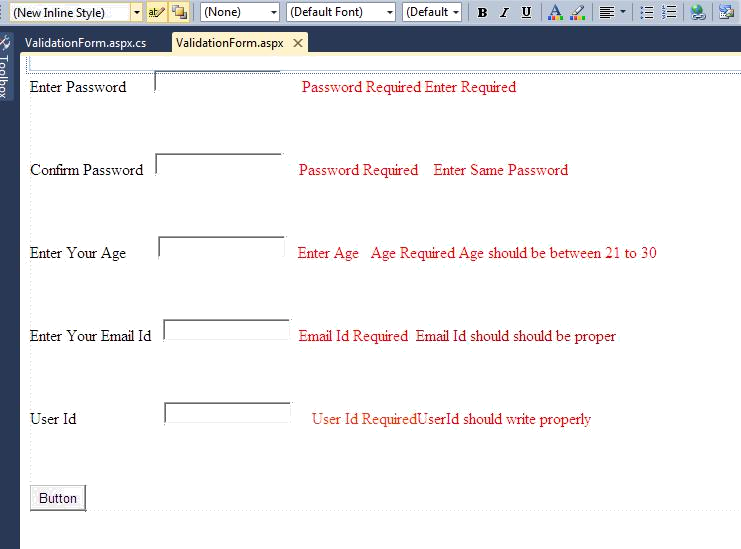 (New Inline Style) ab (None) (Default Font) (Default B I U A
ValidationForm.aspx.cs ValidationForm.aspx
Toolbox
Enter Password Password Required Enter Required
Confirm Password Password Required Enter Same Password
Enter Your Age Enter Age Age Required Age should be between 21 to 30
Enter Your Email Id Email Id Required Email Id should should be proper
User Id User Id RequiredUserId should write properly
Button